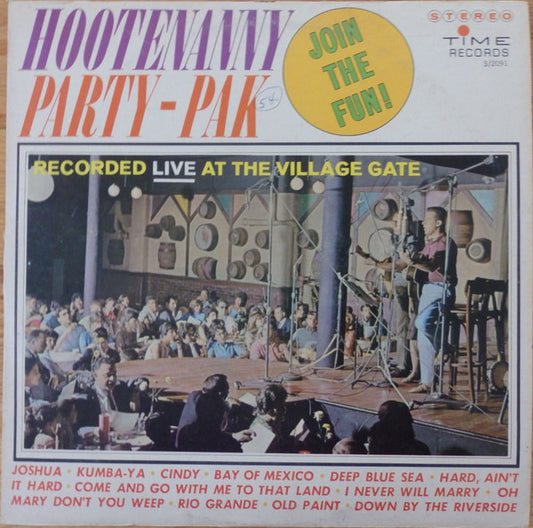 HOOTENANNY
PARTY-PAK
54
JOIN
THE
FUN!
STEREO
TIME
RECORDS
S/2091
RECORDED LIVE AT THE VILLAGE GATE
JOSHUA • KUMBA-YA • CINDY • BAY OF MEXICO • DEEP BLUE SEA • HARD, AIN'T
IT HARD • COME AND GO WITH ME TO THAT LAND • I NEVER WILL MARRY • OH
MARY DON'T YOU WEEP • RIO GRANDE • OLD PAINT • DOWN BY THE RIVERSIDE